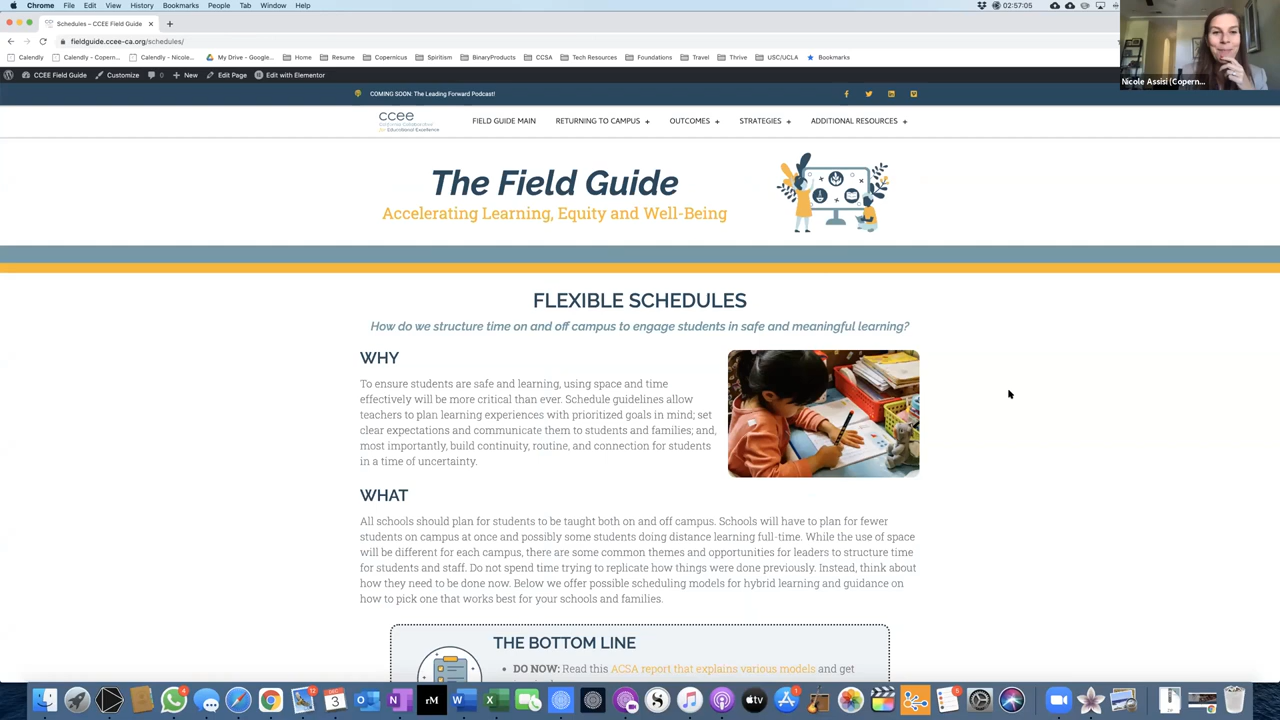 Chrome File Edit View History Bookmarks People Tab Window Help 02:57:05
Schedules – CCEE Field Guide
fieldguide.ccee-ca.org/schedules/
Calendly Calendly - Copern... Calendly - Nicole... My Drive - Google... Home Resume Copernicus Spiritism BinaryProducts CCSA Tech Resources Foundations Travel Thrive USC/UCLA Bookmarks
CCEE Field Guide Customize 0 New Edit Page Edit with Elementor
Nicole Assisi (Copern...
COMING SOON: The Leading Forward Podcast!
ccee
FIELD GUIDE MAIN RETURNING TO CAMPUS + OUTCOMES + STRATEGIES + ADDITIONAL RESOURCES +
The Field Guide
Accelerating Learning, Equity and Well-Being
FLEXIBLE SCHEDULES
How do we structure time on and off campus to engage students in safe and meaningful learning?
WHY
To ensure students are safe and learning, using space and time
effectively will be more critical than ever. Schedule guidelines allow
teachers to plan learning experiences with prioritized goals in mind; set
clear expectations and communicate them to students and families; and,
most importantly, build continuity, routine, and connection for students
in a time of uncertainty.
WHAT
All schools should plan for students to be taught both on and off campus. Schools will have to plan for fewer
students on campus at once and possibly some students doing distance learning full-time. While the use of space
will be different for each campus, there are some common themes and opportunities for leaders to structure time
for students and staff. Do not spend time trying to replicate how things were done previously. Instead, think about
how they need to be done now. Below we offer possible scheduling models for hybrid learning and guidance on
how to pick one that works best for your schools and families.
THE BOTTOM LINE
• DO NOW: Read this ACSA report that explains various models and get